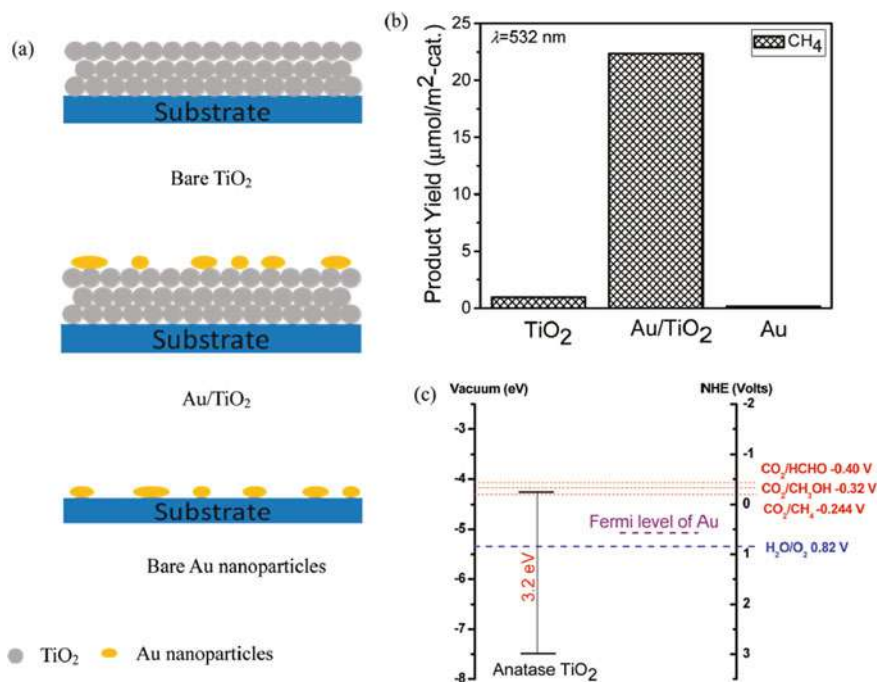 (a)
Substrate
Bare TiO₂
Substrate
Au/TiO₂
Substrate
Bare Au nanoparticles
TiO₂
Au nanoparticles
(b)
25
20
15
10
5
0
Product Yield (μmol/m²-cat.)
λ=532 nm
CH₄
TiO₂
Au/TiO₂
Au
(c)
Vacuum (eV)
NHE (Volts)
-3
-4
-5
-6
-7
-8
-2
-1
0
1
2
3
CO₂/HCHO -0.40 V
CO₂/CH₃OH -0.32 V
CO₂/CH₄ -0.244 V
Fermi level of Au
H₂O/O₂ 0.82 V
3.2 eV
Anatase TiO₂